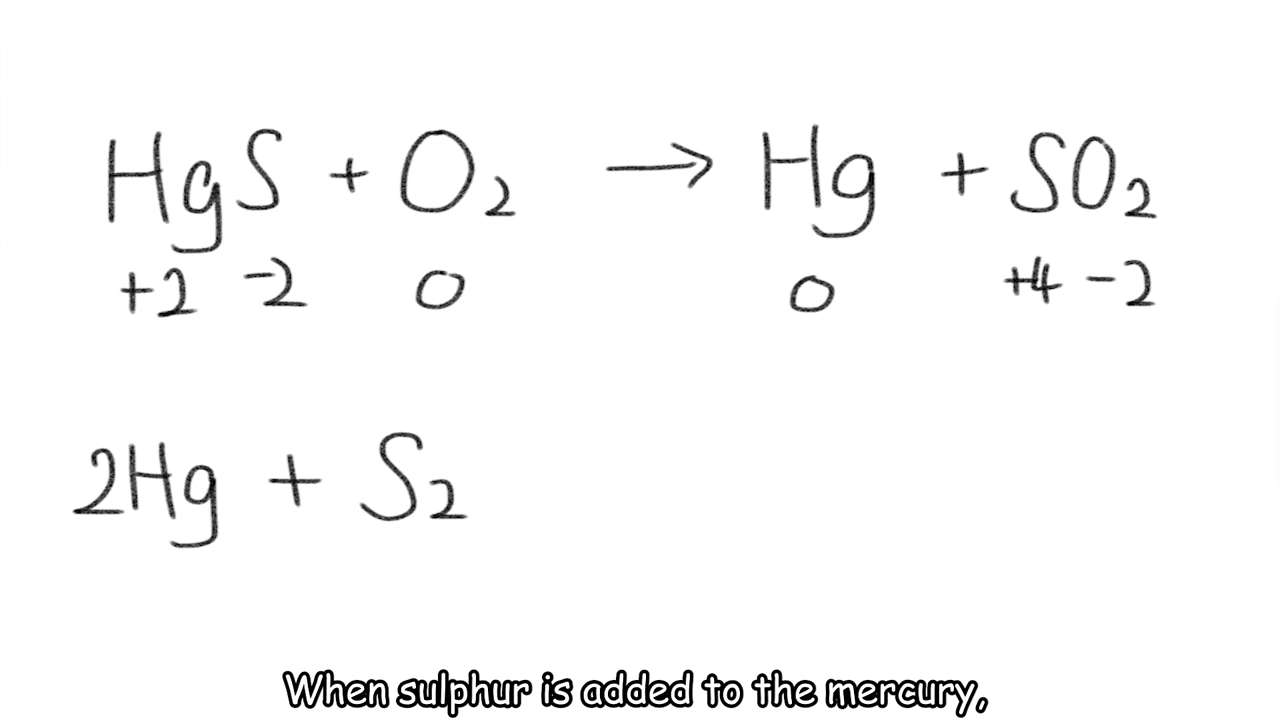 HgS + O₂ → Hg + SO₂
+2 -2 0 0 +4 -2
2Hg + S₂
When sulphur is added to the mercury,